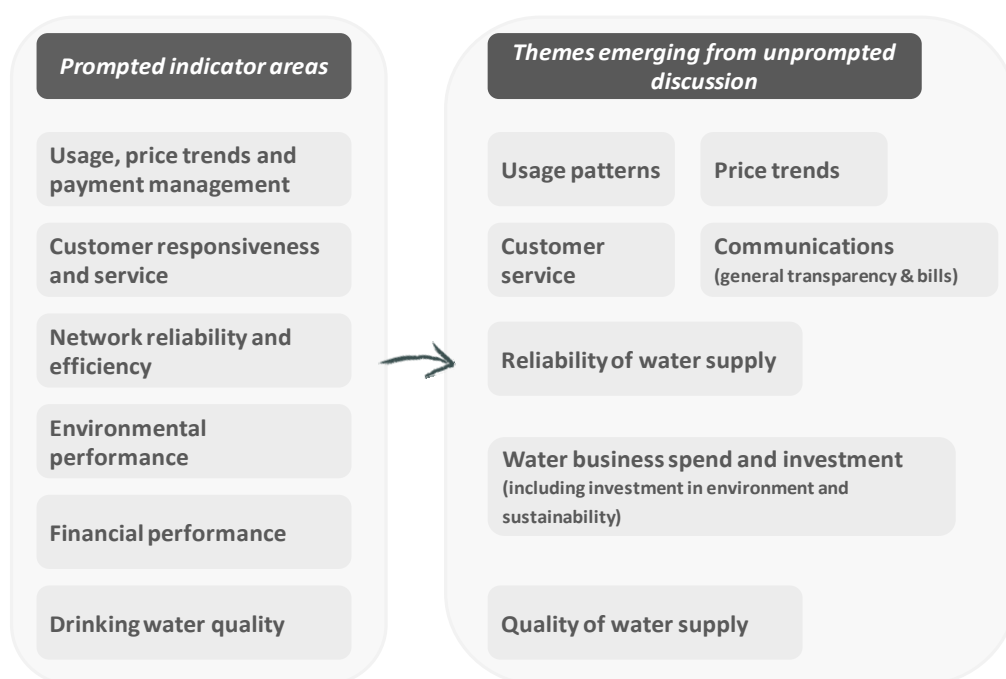 Prompted indicator areas
Usage, price trends and
payment management
Customer responsiveness
and service
Network reliability and
efficiency
Environmental
performance
Financial performance
Drinking water quality
Themes emerging from unprompted
discussion
Usage patterns
Price trends
Customer
service
Communications
(general transparency & bills)
Reliability of water supply
Water business spend and investment
(including investment in environment and
sustainability)
Quality of water supply